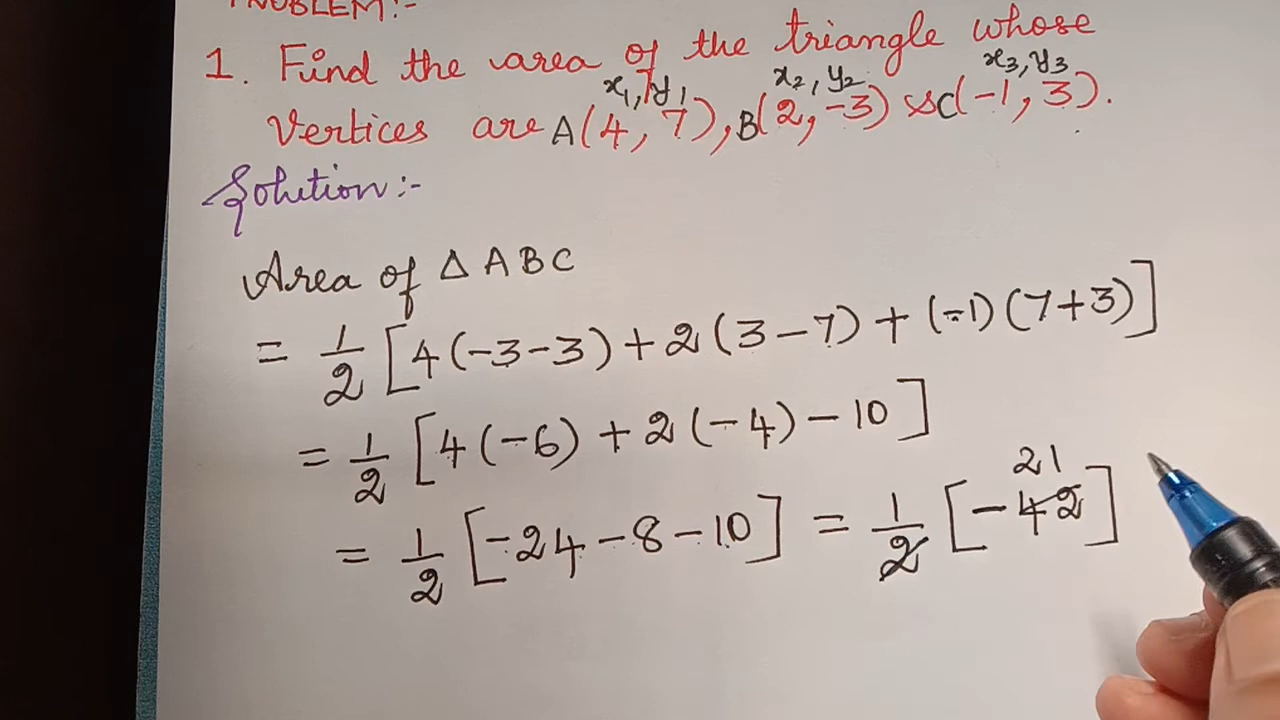 PROBLEM:-
1. Find the area of the triangle whose
x₁, y₁ x₂, y₂ x₃, y₃
vertices are A(4, 7), B(2, -3) & C(-1, 3).
Solution:-
Area of Δ ABC
= 1/2 [4(-3-3) + 2(3-7) + (-1)(7+3)]
= 1/2 [4(-6) + 2(-4) - 10]
21
= 1/2 [-24-8-10] = 1/2 [-42]